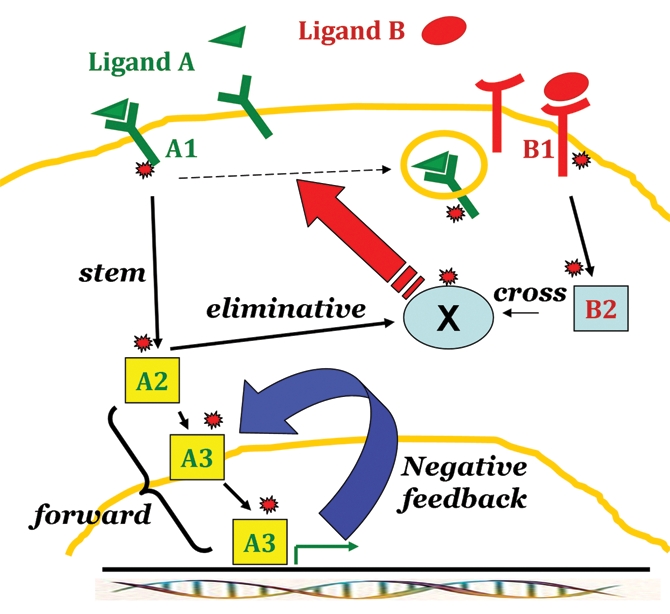 Ligand B
Ligand A
A1
B1
stem
eliminative
X
cross
B2
A2
A3
Negative
feedback
forward
A3